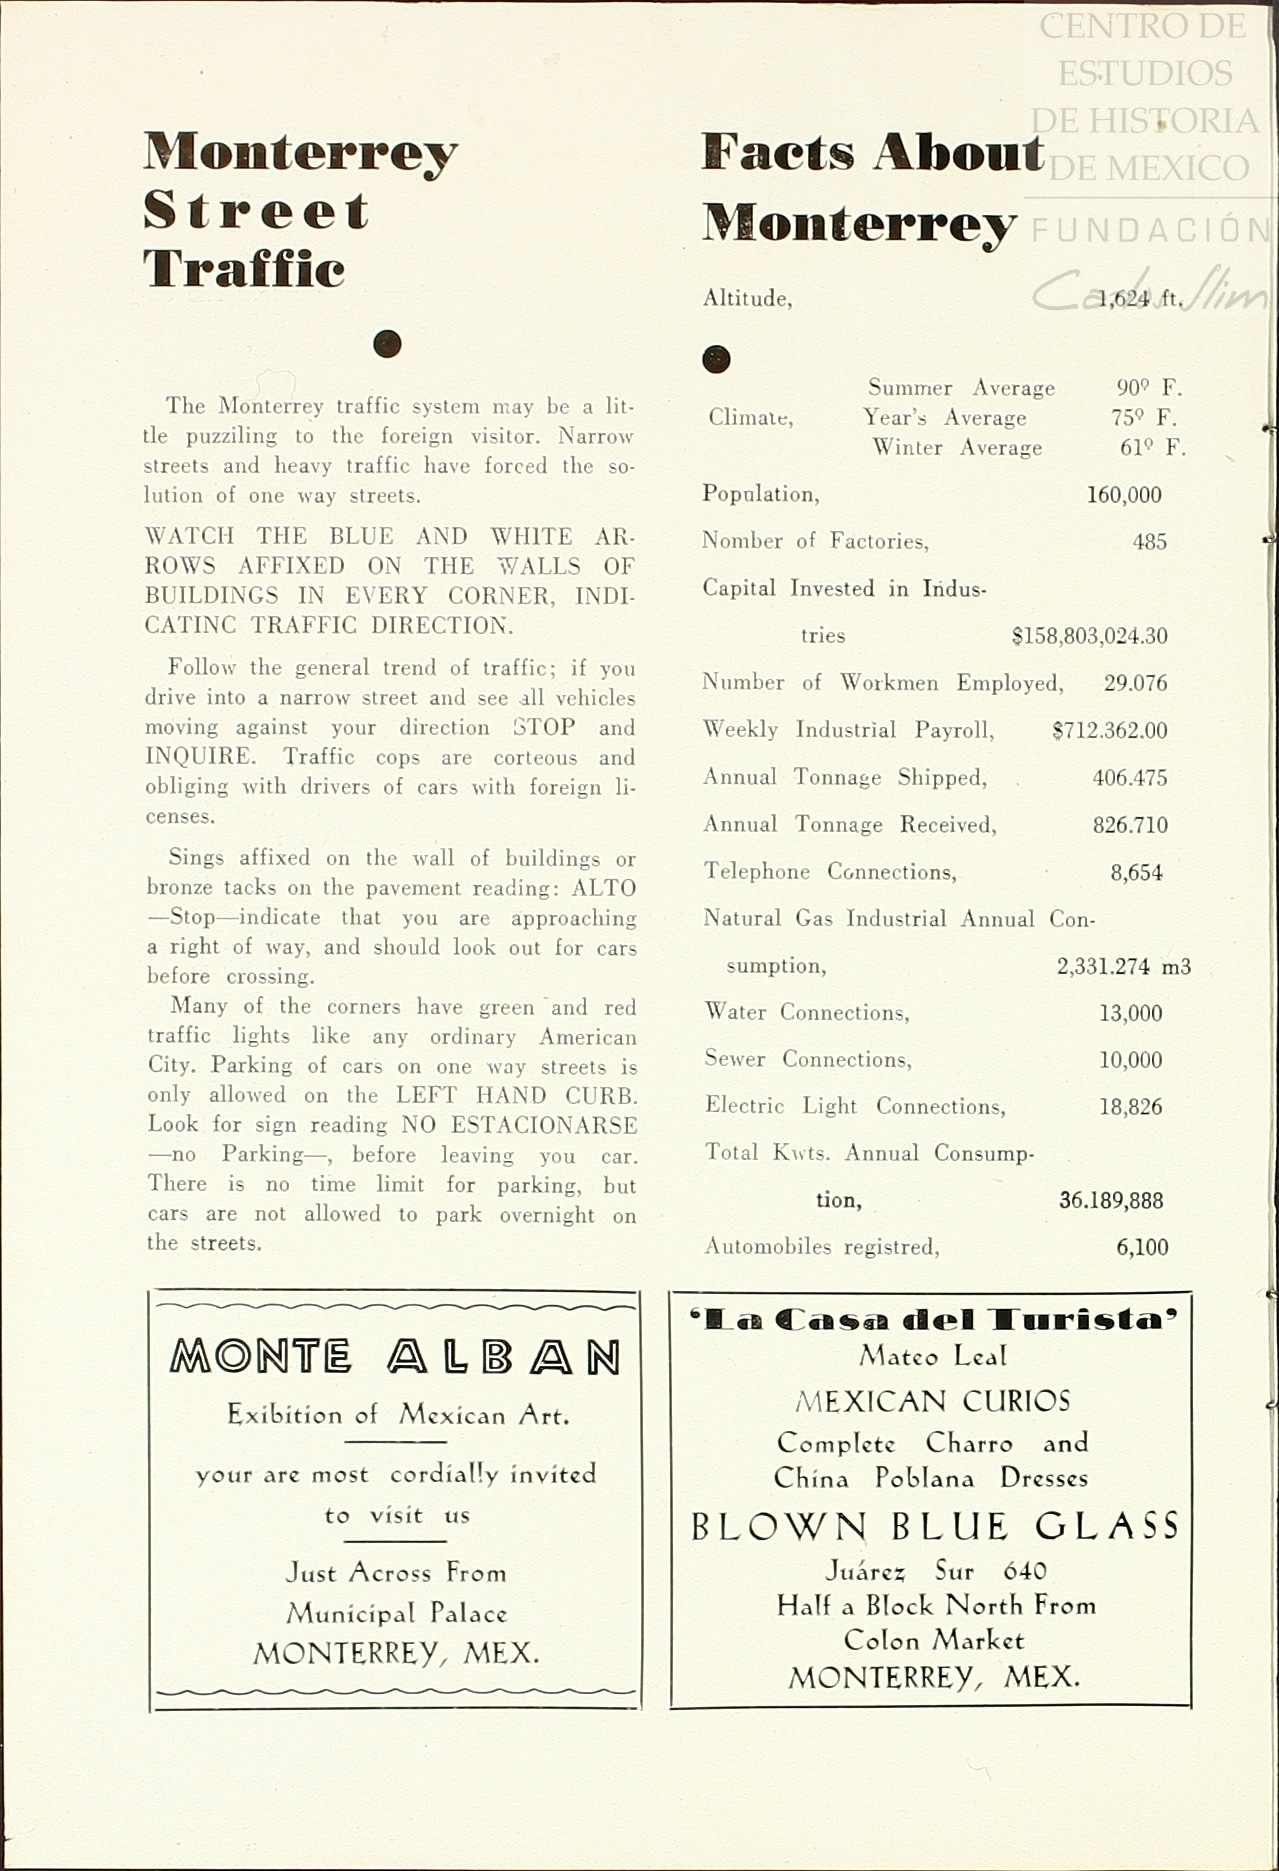 CENTRO DE
ESTUDIOS
DE HISTORIA
DE MEXICO
FUNDACIÓN
Carlos Slim
Monterrey
Street
Traffic
The Monterrey traffic system may be a lit-
tle puzziling to the foreign visitor. Narrow
streets and heavy traffic have forced the so-
lution of one way streets.
WATCH THE BLUE AND WHITE AR-
ROWS AFFIXED ON THE WALLS OF
BUILDINGS IN EVERY CORNER, INDI-
CATINC TRAFFIC DIRECTION.
Follow the general trend of traffic; if you
drive into a narrow street and see all vehicles
moving against your direction STOP and
INQUIRE. Traffic cops are corteous and
obliging with drivers of cars with foreign li-
censes.
Sings affixed on the wall of buildings or
bronze tacks on the pavement reading: ALTO
—Stop—indicate that you are approaching
a right of way, and should look out for cars
before crossing.
Many of the corners have green and red
traffic lights like any ordinary American
City. Parking of cars on one way streets is
only allowed on the LEFT HAND CURB.
Look for sign reading NO ESTACIONARSE
—no Parking—, before leaving you car.
There is no time limit for parking, but
cars are not allowed to park overnight on
the streets.
Facts About
Monterrey
Altitude, 1,624 ft.
Summer Average 90º F.
Climate, Year's Average 75º F.
Winter Average 61º F.
Population, 160,000
Nomber of Factories, 485
Capital Invested in Indus-
tries $158,803,024.30
Number of Workmen Employed, 29.076
Weekly Industrial Payroll, $712.362.00
Annual Tonnage Shipped, 406.475
Annual Tonnage Received, 826.710
Telephone Connections, 8,654
Natural Gas Industrial Annual Con-
sumption, 2,331.274 m3
Water Connections, 13,000
Sewer Connections, 10,000
Electric Light Connections, 18,826
Total Kwts. Annual Consump-
tion, 36.189,888
Automobiles registred, 6,100
MONTE ALBAN
Exibition of Mexican Art.
your are most cordially invited
to visit us
Just Across From
Municipal Palace
MONTERREY, MEX.
'La Casa del Turista'
Mateo Leal
MEXICAN CURIOS
Complete Charro and
China Poblana Dresses
BLOWN BLUE GLASS
Juárez Sur 640
Half a Block North From
Colon Market
MONTERREY, MEX.